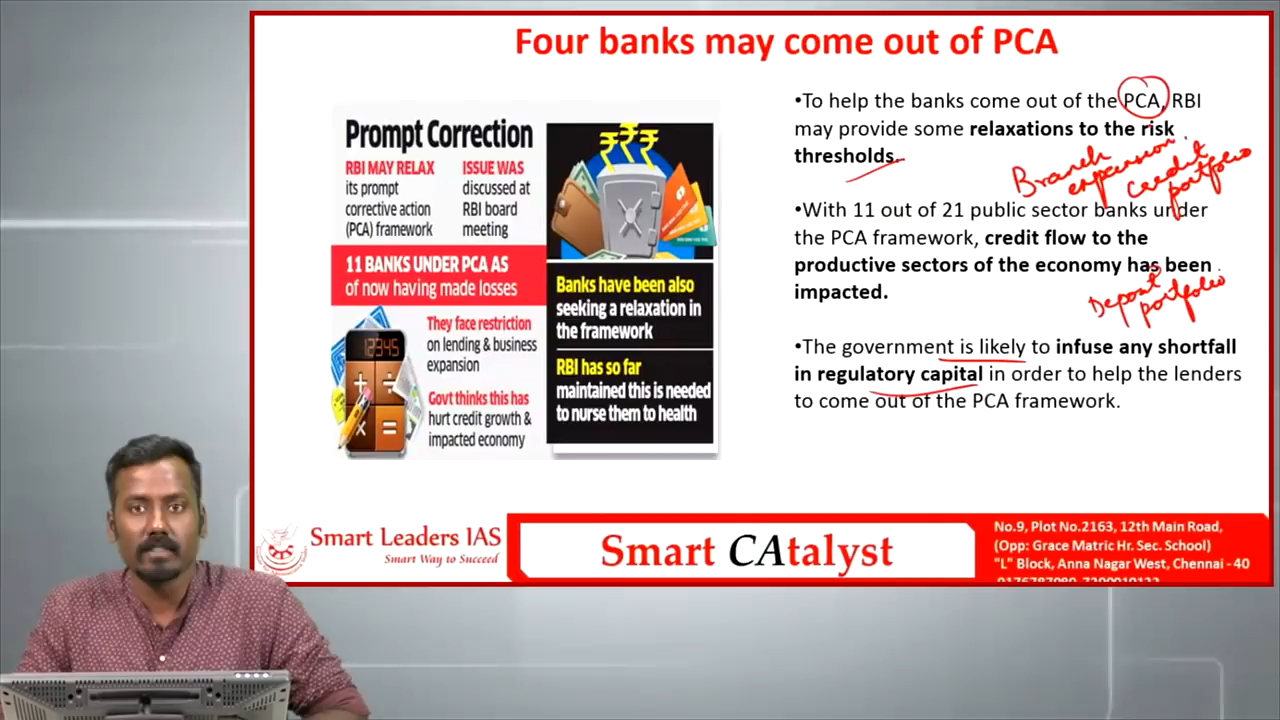 Four banks may come out of PCA
Prompt Correction
RBI MAY RELAX
its prompt
corrective action
(PCA) framework
ISSUE WAS
discussed at
RBI board
meeting
11 BANKS UNDER PCA AS
of now having made losses
12345
They face restriction
on lending & business
expansion
Govt thinks this has
hurt credit growth &
impacted economy
Banks have been also
seeking a relaxation in
the framework
RBI has so far
maintained this is needed
to nurse them to health
•To help the banks come out of the PCA, RBI
may provide some relaxations to the risk
thresholds.
Branch
expansion
Credit
portfolio
•With 11 out of 21 public sector banks under
the PCA framework, credit flow to the
productive sectors of the economy has been
impacted.
Deposit
portfolio
•The government is likely to infuse any shortfall
in regulatory capital in order to help the lenders
to come out of the PCA framework.
Smart Leaders IAS
Smart Way to Succeed
Smart CAtalyst
No.9, Plot No.2163, 12th Main Road,
(Opp: Grace Matric Hr. Sec. School)
"L" Block, Anna Nagar West, Chennai - 40